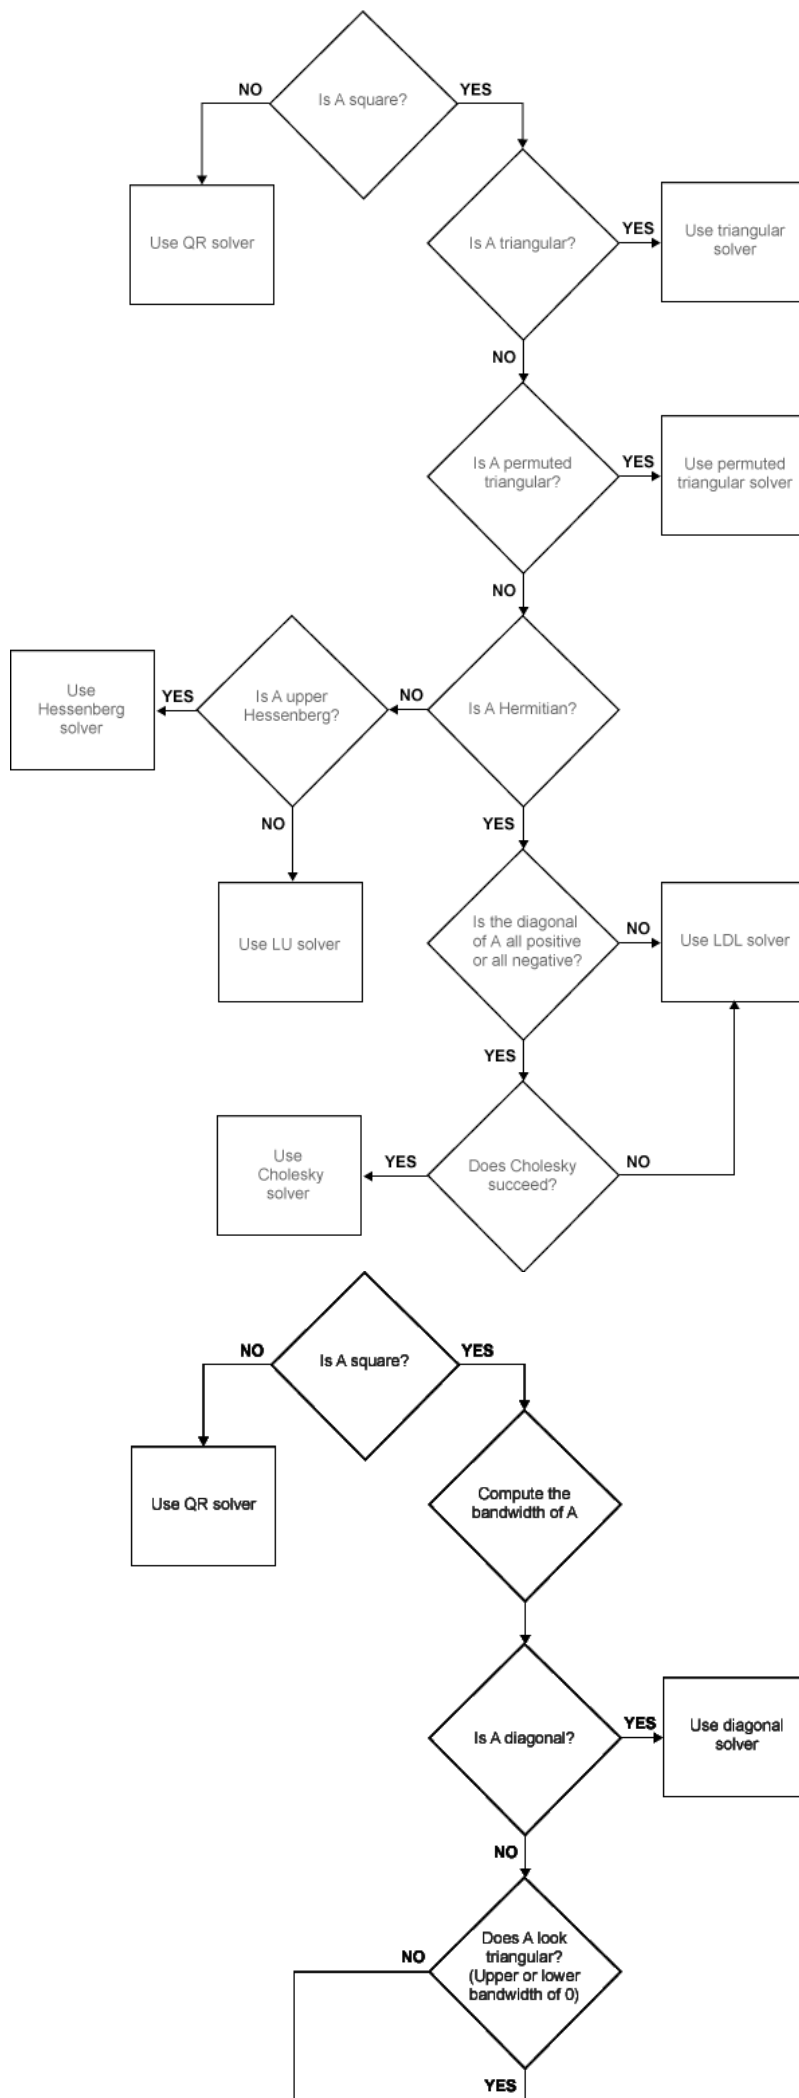 NO
Is A square?
YES
Use QR solver
Is A triangular?
YES
Use triangular
solver
NO
Is A permuted
triangular?
YES
Use permuted
triangular solver
NO
Use
Hessenberg
solver
YES
Is A upper
Hessenberg?
NO
Is A Hermitian?
NO
YES
Use LU solver
Is the diagonal
of A all positive
or all negative?
NO
Use LDL solver
YES
Use
Cholesky
solver
YES
Does Cholesky
succeed?
NO
NO
Is A square?
YES
Use QR solver
Compute the
bandwidth of A
Is A diagonal?
YES
Use diagonal
solver
NO
NO
Does A look
triangular?
(Upper or lower
bandwidth of 0)
YES